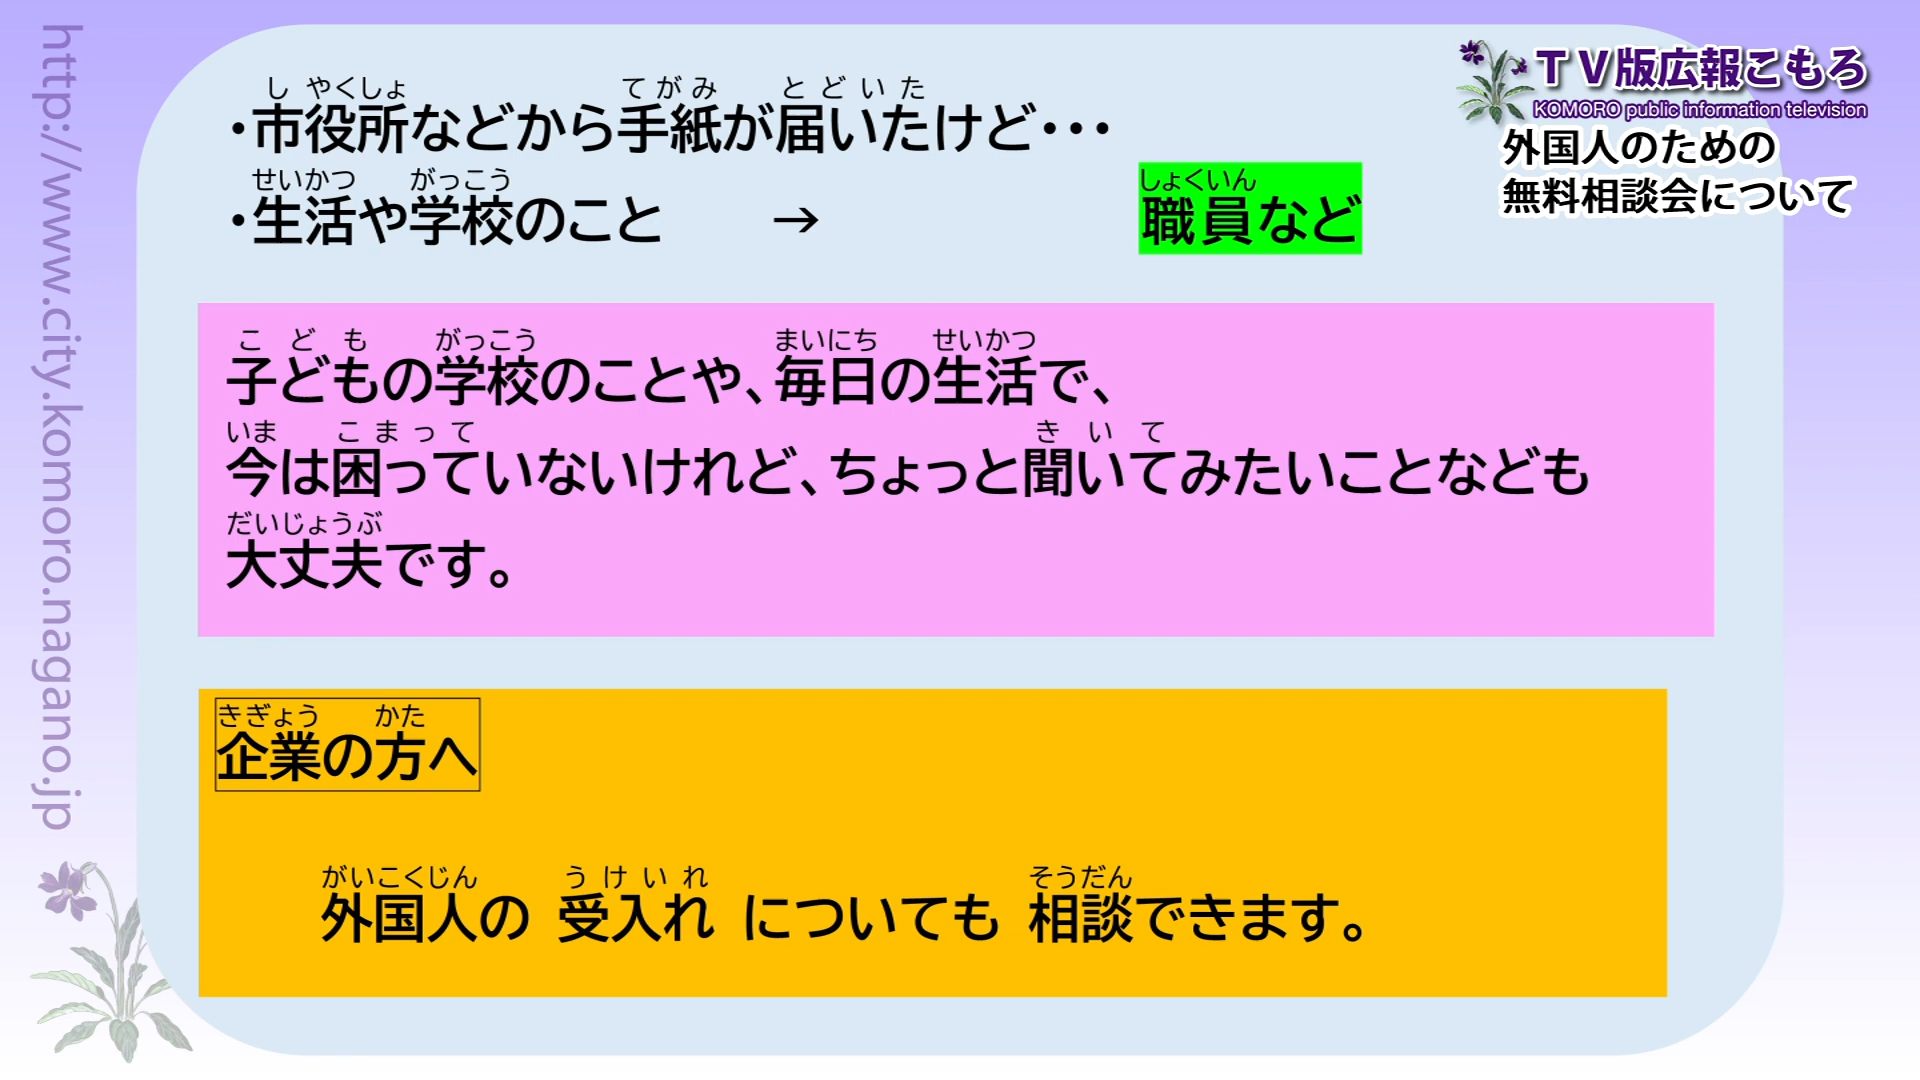 http://www.city.komoro.nagano.jp
TV版広報こもろ
KOMORO public information television
外国人のための
無料相談会について
し やくしょ てがみ とどいた
・市役所などから手紙が届いたけど・・・
せいかつ がっこう しょくいん
・生活や学校のこと → 職員など
こども がっこう まいにち せいかつ
子どもの学校のことや、毎日の生活で、
いま こまって きいて
今は困っていないけれど、ちょっと聞いてみたいことなども
だいじょうぶ
大丈夫です。
きぎょう かた
企業の方へ
がいこくじん うけいれ そうだん
外国人の 受入れ についても 相談できます。